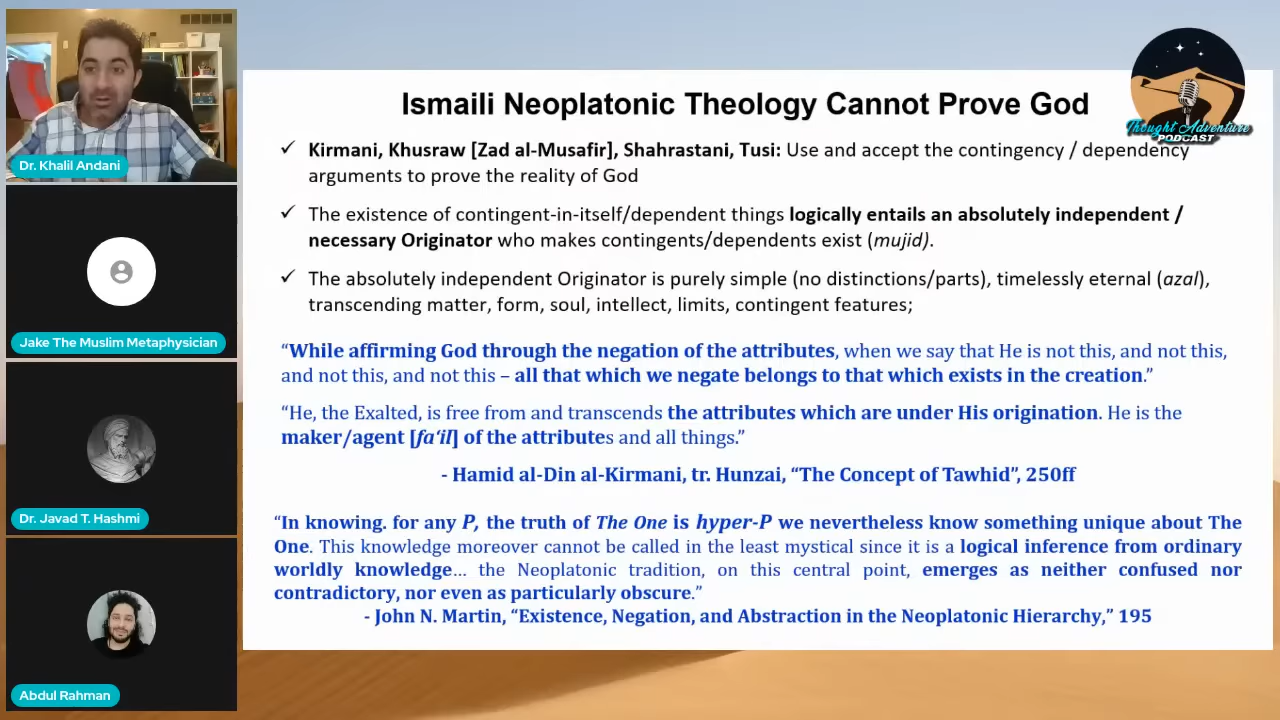 Ismaili Neoplatonic Theology Cannot Prove God
Thought Adventure
PODCAST
✓ Kirmani, Khusraw [Zad al-Musafir], Shahrastani, Tusi: Use and accept the contingency / dependency
arguments to prove the reality of God
✓ The existence of contingent-in-itself/dependent things logically entails an absolutely independent /
necessary Originator who makes contingents/dependents exist (mujid).
✓ The absolutely independent Originator is purely simple (no distinctions/parts), timelessly eternal (azal),
transcending matter, form, soul, intellect, limits, contingent features;
“While affirming God through the negation of the attributes, when we say that He is not this, and not this,
and not this, and not this – all that which we negate belongs to that which exists in the creation.”
“He, the Exalted, is free from and transcends the attributes which are under His origination. He is the
maker/agent [fa‘il] of the attributes and all things.”
- Hamid al-Din al-Kirmani, tr. Hunzai, “The Concept of Tawhid”, 250ff
“In knowing. for any P, the truth of The One is hyper-P we nevertheless know something unique about The
One. This knowledge moreover cannot be called in the least mystical since it is a logical inference from ordinary
worldly knowledge… the Neoplatonic tradition, on this central point, emerges as neither confused nor
contradictory, nor even as particularly obscure.”
- John N. Martin, “Existence, Negation, and Abstraction in the Neoplatonic Hierarchy,” 195
Dr. Khalil Andani
Jake The Muslim Metaphysician
Dr. Javad T. Hashmi
Abdul Rahman